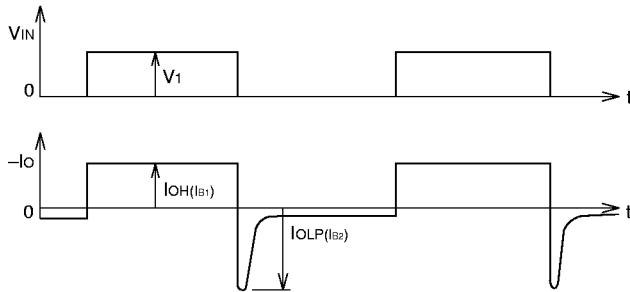 VIN
V1
0
t
–IO
IOH(IB1)
0
t
IOLP(IB2)